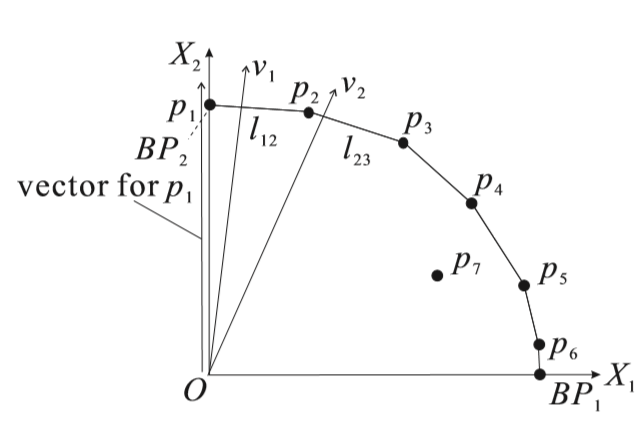 X₂
v₁
p₂
v₂
p₁
p₃
l₁₂
BP₂
l₂₃
vector for p₁
p₄
p₇
p₅
p₆
O
X₁
BP₁